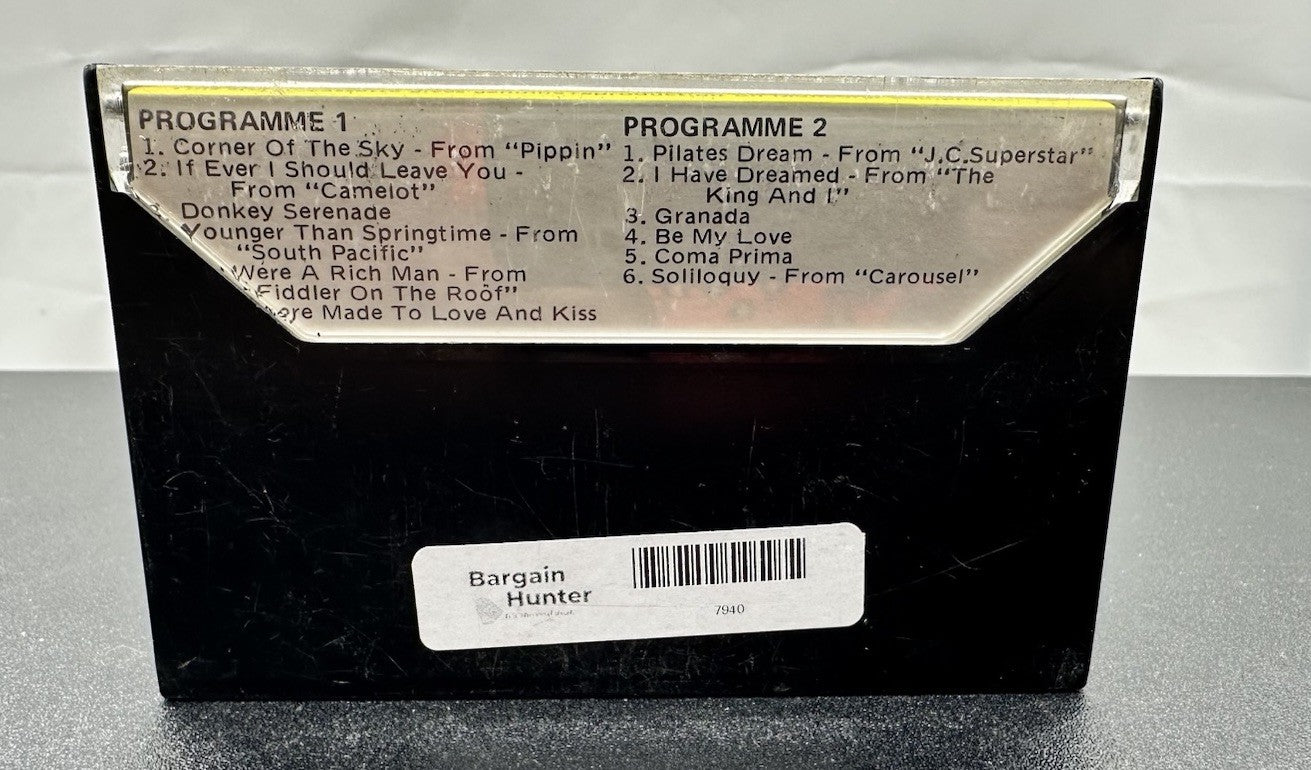 PROGRAMME 1
1. Corner Of The Sky - From "Pippin"
2. If Ever I Should Leave You -
From "Camelot"
Donkey Serenade
Younger Than Springtime - From
"South Pacific"
Were A Rich Man - From
Fiddler On The Roof"
Made To Love And Kiss
PROGRAMME 2
1. Pilates Dream - From "J.C.Superstar"
2. I Have Dreamed - From "The
King And I"
3. Granada
4. Be My Love
5. Coma Prima
6. Soliloquy - From "Carousel"
Bargain
Hunter
7940